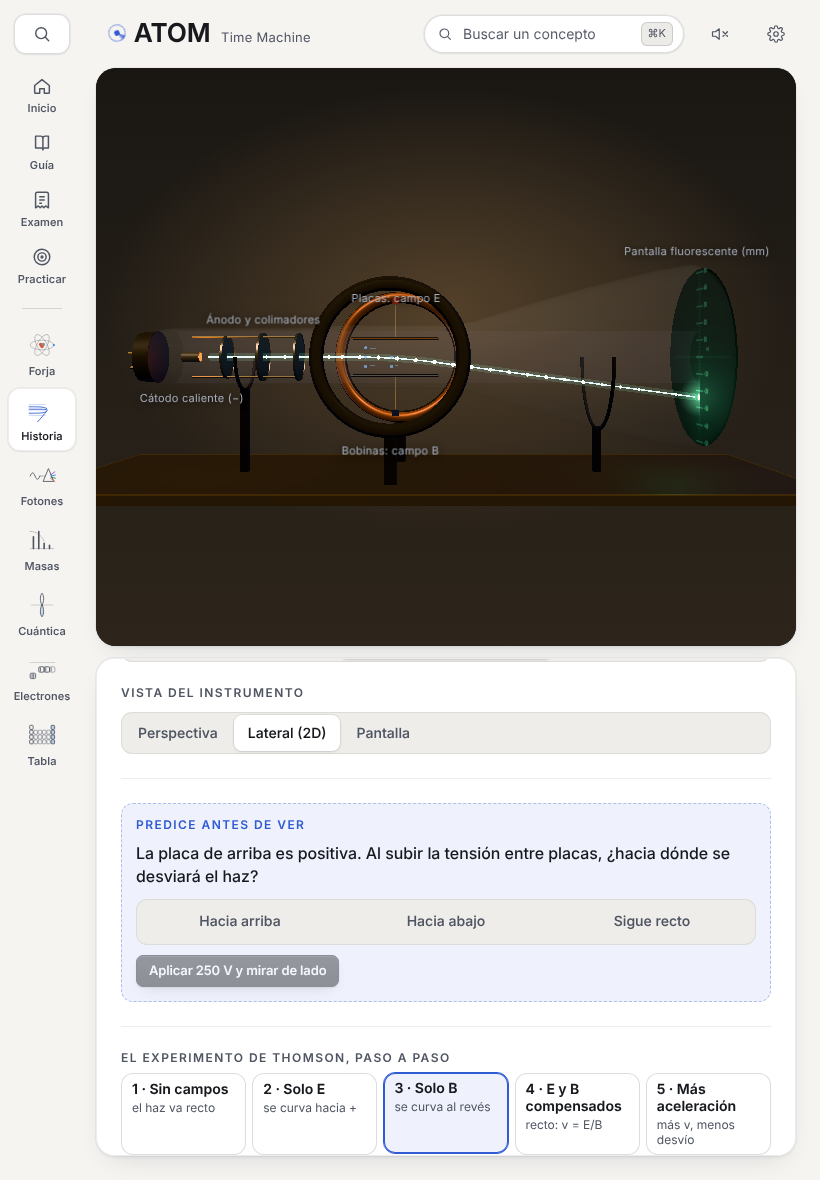 ATOM Time Machine
Buscar un concepto ⌘K
Inicio
Guía
Examen
Practicar
Forja
Historia
Fotones
Masas
Cuántica
Electrones
Tabla
Pantalla fluorescente (mm)
Placas: campo E
Ánodo y colimadores
Cátodo caliente (−)
Bobinas: campo B
VISTA DEL INSTRUMENTO
Perspectiva Lateral (2D) Pantalla
PREDICE ANTES DE VER
La placa de arriba es positiva. Al subir la tensión entre placas, ¿hacia dónde se
desviará el haz?
Hacia arriba Hacia abajo Sigue recto
Aplicar 250 V y mirar de lado
EL EXPERIMENTO DE THOMSON, PASO A PASO
1 · Sin campos
el haz va recto
2 · Solo E
se curva hacia +
3 · Solo B
se curva al revés
4 · E y B
compensados
recto: v = E/B
5 · Más
aceleración
más v, menos
desvío